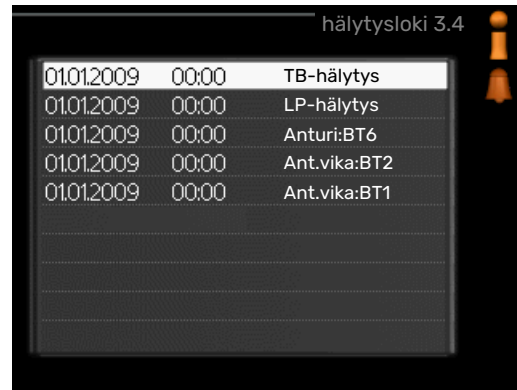 hälytysloki 3.4
01.01.2009 00:00 TB-hälytys
01.01.2009 00:00 LP-hälytys
01.01.2009 00:00 Anturi:BT6
01.01.2009 00:00 Ant.vika:BT2
01.01.2009 00:00 Ant.vika:BT1